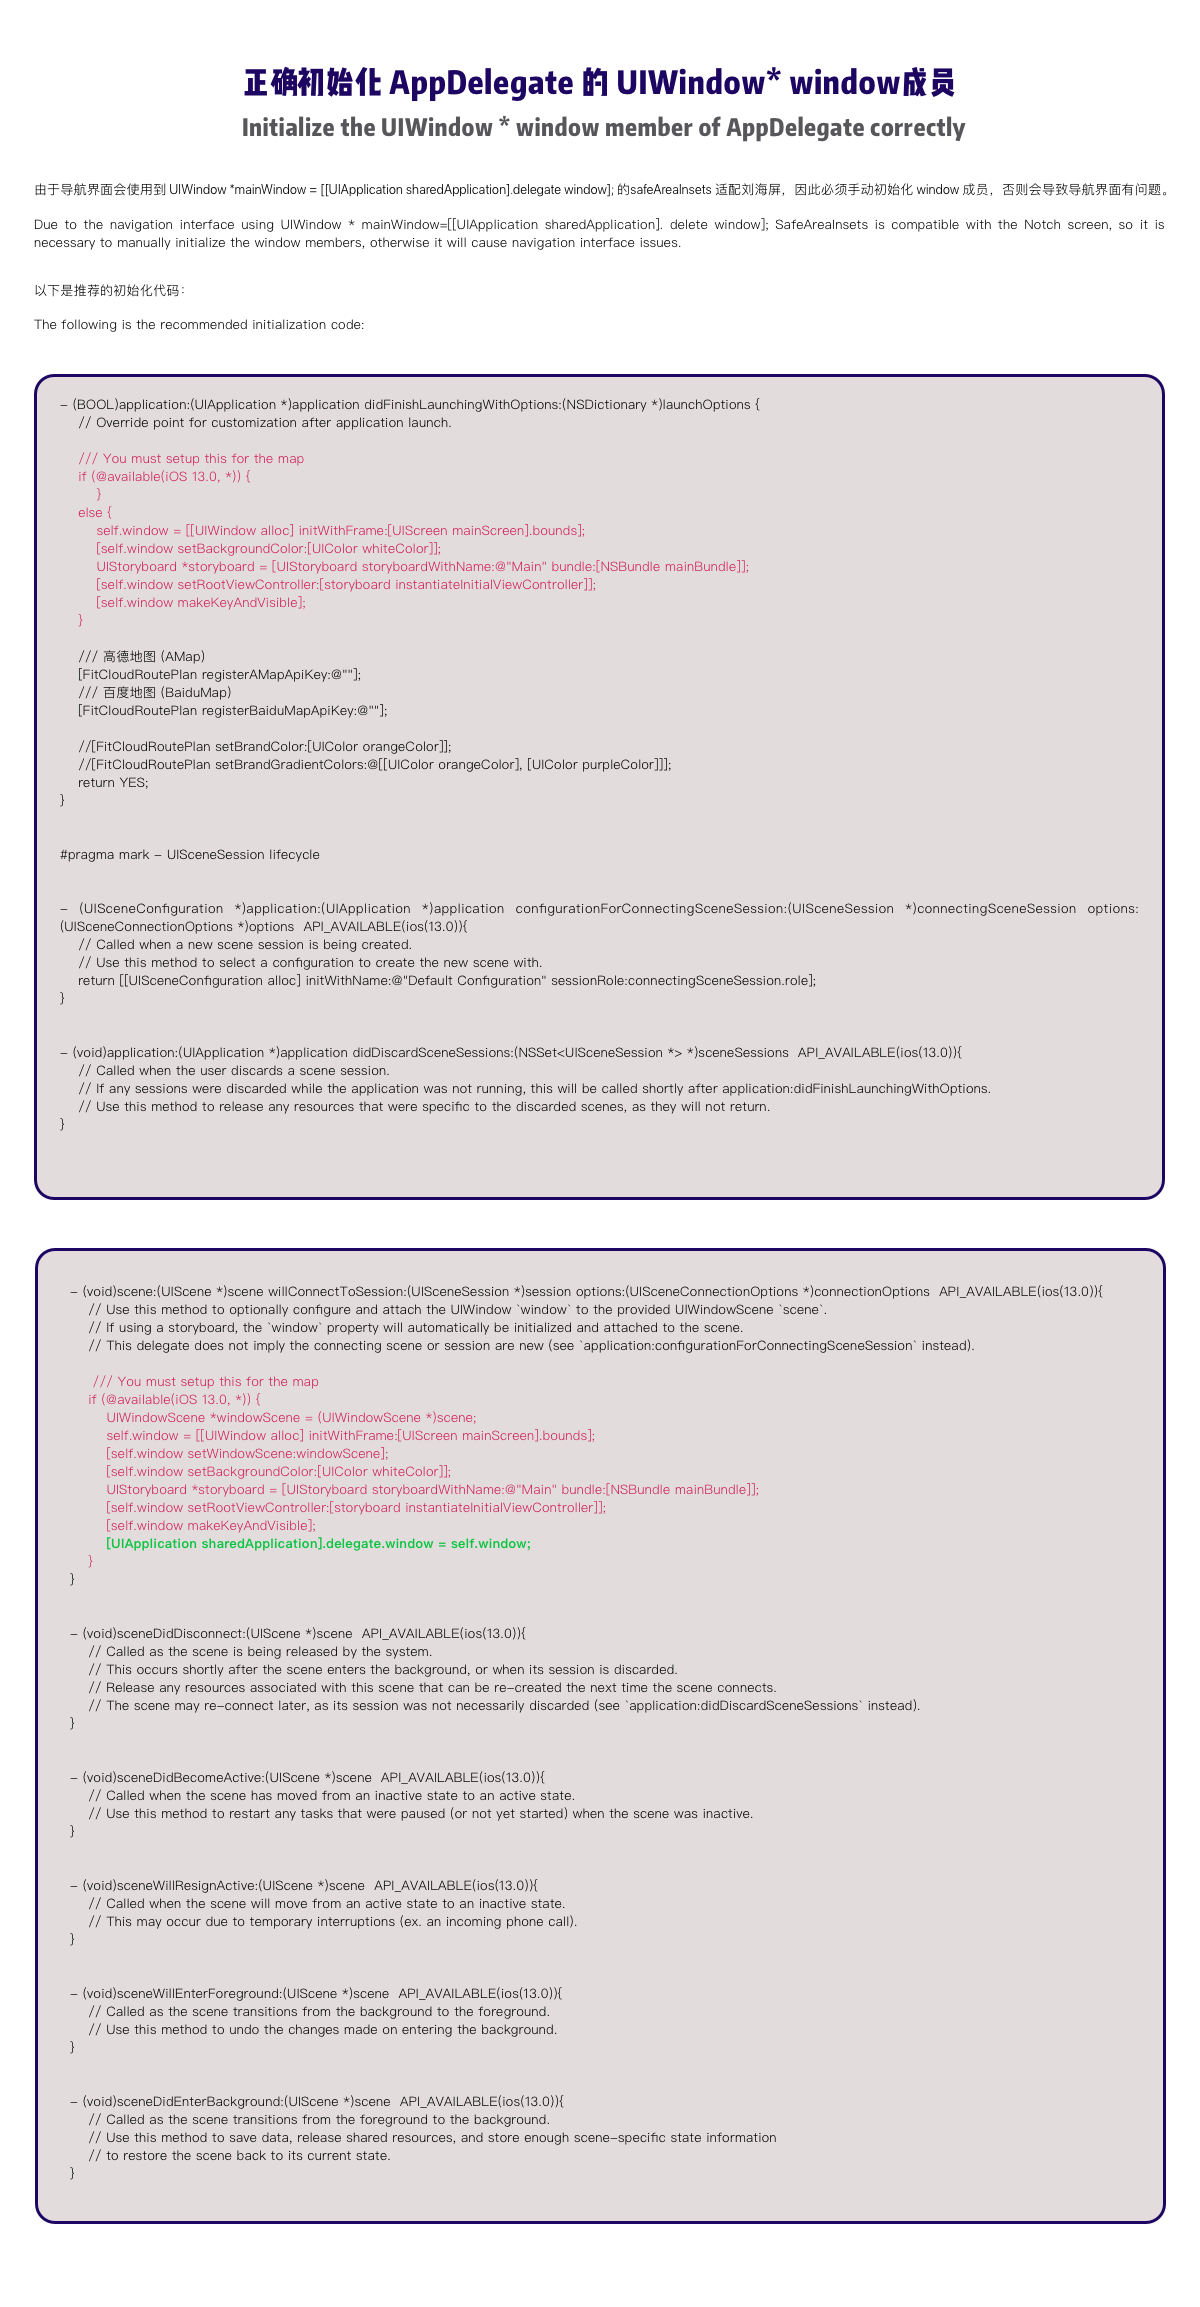 正确初始化 AppDelegate 的 UIWindow* window成员
Initialize the UIWindow * window member of AppDelegate correctly
由于导航界面会使用到 UIWindow *mainWindow = [[UIApplication sharedApplication].delegate window]; 的safeAreaInsets 适配刘海屏，因此必须手动初始化 window 成员，否则会导致导航界面有问题。
Due to the navigation interface using UIWindow * mainWindow=[[UIApplication sharedApplication]. delete window]; SafeAreaInsets is compatible with the Notch screen, so it is
necessary to manually initialize the window members, otherwise it will cause navigation interface issues.
以下是推荐的初始化代码：
The following is the recommended initialization code:
- (BOOL)application:(UIApplication *)application didFinishLaunchingWithOptions:(NSDictionary *)launchOptions {
// Override point for customization after application launch.
/// You must setup this for the map
if (@available(iOS 13.0, *)) {
}
else {
self.window = [[UIWindow alloc] initWithFrame:[UIScreen mainScreen].bounds];
[self.window setBackgroundColor:[UIColor whiteColor]];
UIStoryboard *storyboard = [UIStoryboard storyboardWithName:@"Main" bundle:[NSBundle mainBundle]];
[self.window setRootViewController:[storyboard instantiateInitialViewController]];
[self.window makeKeyAndVisible];
}
/// 高德地图 (AMap)
[FitCloudRoutePlan registerAMapApiKey:@""];
/// 百度地图 (BaiduMap)
[FitCloudRoutePlan registerBaiduMapApiKey:@""];
//[FitCloudRoutePlan setBrandColor:[UIColor orangeColor]];
//[FitCloudRoutePlan setBrandGradientColors:@[[UIColor orangeColor], [UIColor purpleColor]]];
return YES;
}
#pragma mark - UISceneSession lifecycle
- (UISceneConfiguration *)application:(UIApplication *)application configurationForConnectingSceneSession:(UISceneSession *)connectingSceneSession options:
(UISceneConnectionOptions *)options API_AVAILABLE(ios(13.0)){
// Called when a new scene session is being created.
// Use this method to select a configuration to create the new scene with.
return [[UISceneConfiguration alloc] initWithName:@"Default Configuration" sessionRole:connectingSceneSession.role];
}
- (void)application:(UIApplication *)application didDiscardSceneSessions:(NSSet<UISceneSession *> *)sceneSessions API_AVAILABLE(ios(13.0)){
// Called when the user discards a scene session.
// If any sessions were discarded while the application was not running, this will be called shortly after application:didFinishLaunchingWithOptions.
// Use this method to release any resources that were specific to the discarded scenes, as they will not return.
}
- (void)scene:(UIScene *)scene willConnectToSession:(UISceneSession *)session options:(UISceneConnectionOptions *)connectionOptions API_AVAILABLE(ios(13.0)){
// Use this method to optionally configure and attach the UIWindow `window` to the provided UIWindowScene `scene`.
// If using a storyboard, the `window` property will automatically be initialized and attached to the scene.
// This delegate does not imply the connecting scene or session are new (see `application:configurationForConnectingSceneSession` instead).
/// You must setup this for the map
if (@available(iOS 13.0, *)) {
UIWindowScene *windowScene = (UIWindowScene *)scene;
self.window = [[UIWindow alloc] initWithFrame:[UIScreen mainScreen].bounds];
[self.window setWindowScene:windowScene];
[self.window setBackgroundColor:[UIColor whiteColor]];
UIStoryboard *storyboard = [UIStoryboard storyboardWithName:@"Main" bundle:[NSBundle mainBundle]];
[self.window setRootViewController:[storyboard instantiateInitialViewController]];
[self.window makeKeyAndVisible];
[UIApplication sharedApplication].delegate.window = self.window;
}
}
- (void)sceneDidDisconnect:(UIScene *)scene API_AVAILABLE(ios(13.0)){
// Called as the scene is being released by the system.
// This occurs shortly after the scene enters the background, or when its session is discarded.
// Release any resources associated with this scene that can be re-created the next time the scene connects.
// The scene may re-connect later, as its session was not necessarily discarded (see `application:didDiscardSceneSessions` instead).
}
- (void)sceneDidBecomeActive:(UIScene *)scene API_AVAILABLE(ios(13.0)){
// Called when the scene has moved from an inactive state to an active state.
// Use this method to restart any tasks that were paused (or not yet started) when the scene was inactive.
}
- (void)sceneWillResignActive:(UIScene *)scene API_AVAILABLE(ios(13.0)){
// Called when the scene will move from an active state to an inactive state.
// This may occur due to temporary interruptions (ex. an incoming phone call).
}
- (void)sceneWillEnterForeground:(UIScene *)scene API_AVAILABLE(ios(13.0)){
// Called as the scene transitions from the background to the foreground.
// Use this method to undo the changes made on entering the background.
}
- (void)sceneDidEnterBackground:(UIScene *)scene API_AVAILABLE(ios(13.0)){
// Called as the scene transitions from the foreground to the background.
// Use this method to save data, release shared resources, and store enough scene-specific state information
// to restore the scene back to its current state.
}